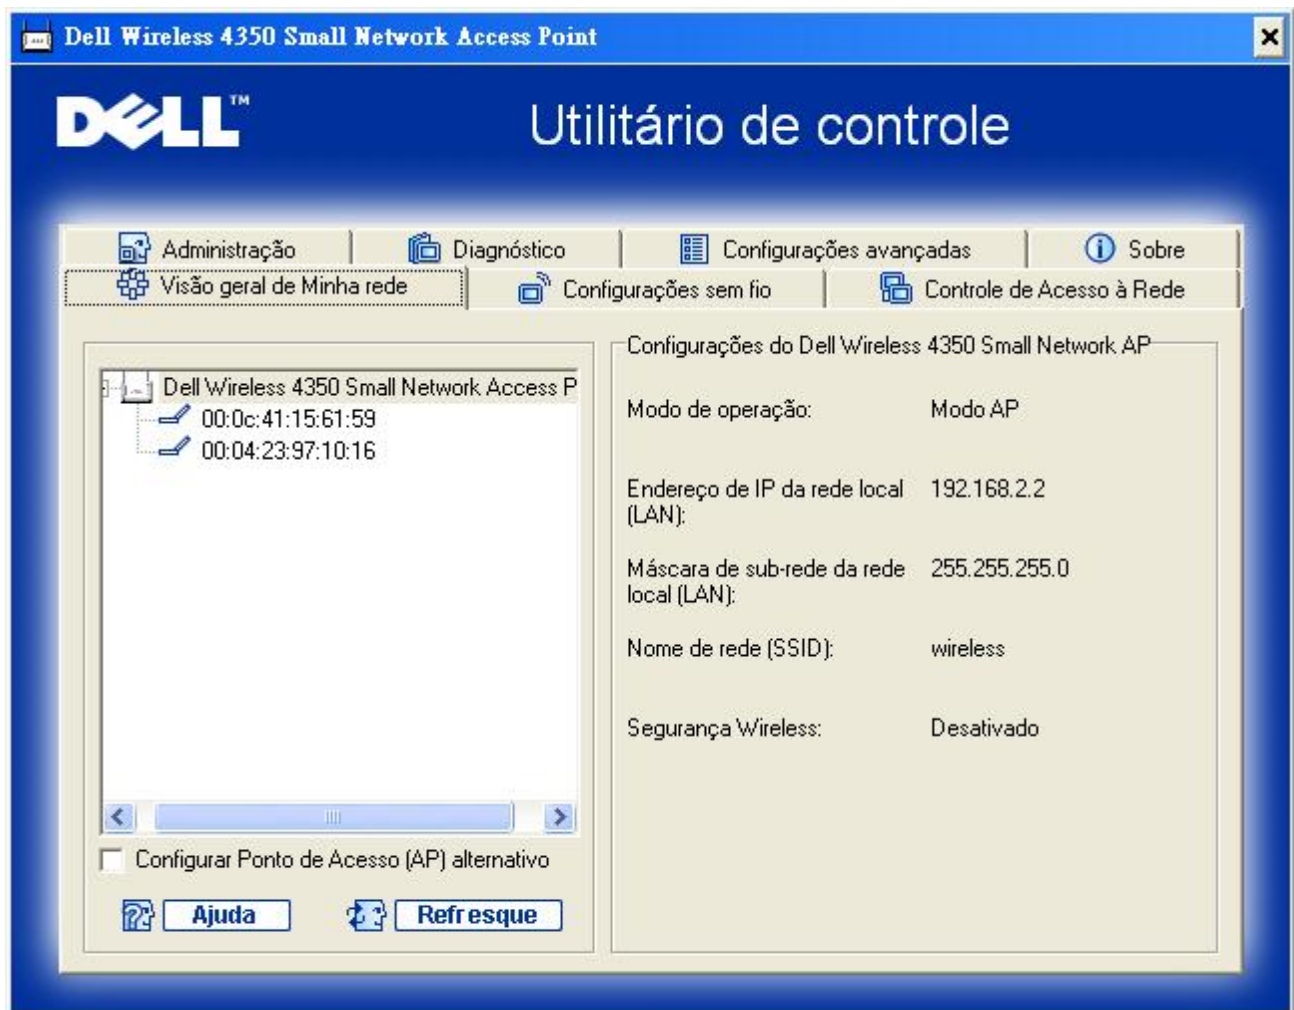 Dell Wireless 4350 Small Network Access Point
DELL™
Utilitário de controle
Administração
Diagnóstico
Configurações avançadas
Sobre
Visão geral de Minha rede
Configurações sem fio
Controle de Acesso à Rede
Dell Wireless 4350 Small Network Access P
00:0c:41:15:61:59
00:04:23:97:10:16
Configurar Ponto de Acesso (AP) alternativo
Ajuda
Refresque
Configurações do Dell Wireless 4350 Small Network AP
Modo de operação: Modo AP
Endereço de IP da rede local 192.168.2.2
(LAN):
Máscara de sub-rede da rede 255.255.255.0
local (LAN):
Nome de rede (SSID): wireless
Segurança Wireless: Desativado